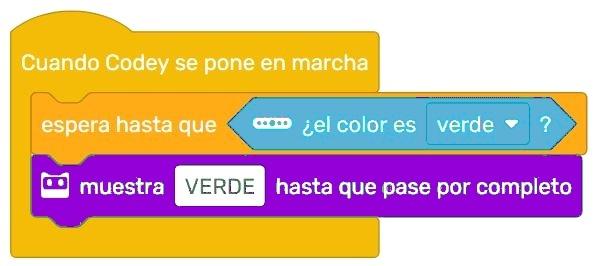 Cuando Codey se pone en marcha
espera hasta que ¿el color es verde ?
muestra VERDE hasta que pase por completo